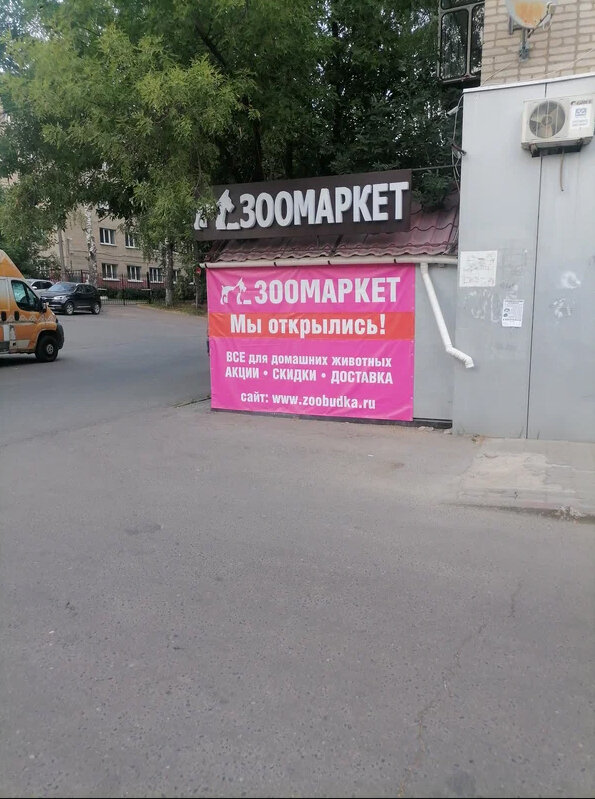 ЗООМАРКЕТ
ЗООМАРКЕТ
Мы открылись!
ВСЕ для домашних животных
АКЦИИ • СКИДКИ • ДОСТАВКА
сайт: www.zoobudka.ru